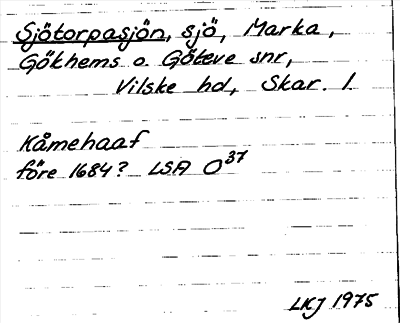 Sjötorpasjön, sjö, Marka,
Gökhems o. Göteve snr,
Vilske hd, Skar. l.
Kåmehaaf
före 1684? LSA O37
LKJ 1975